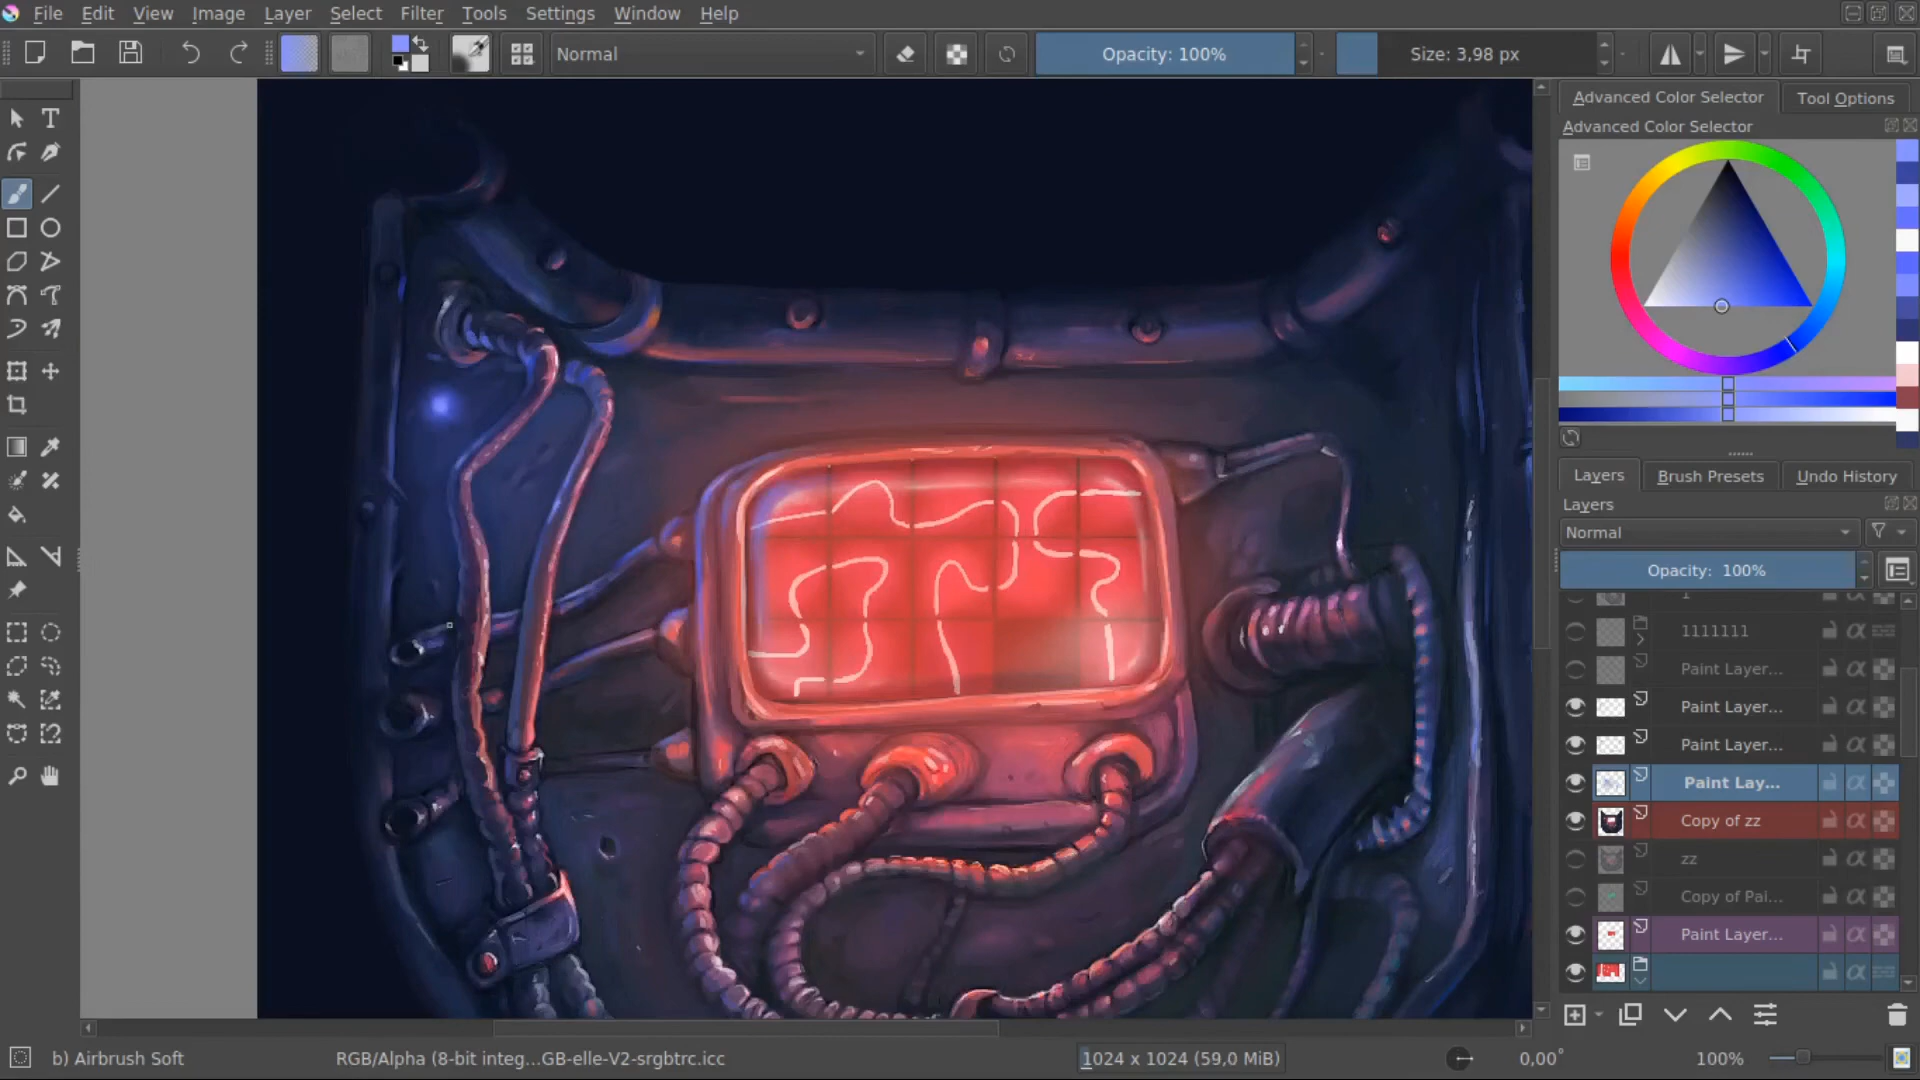 File Edit View Image Layer Select Filter Tools Settings Window Help
Normal
Opacity: 100%
Size: 3,98 px
Advanced Color Selector
Tool Options
Advanced Color Selector
Layers
Brush Presets
Undo History
Layers
Normal
Opacity: 100%
1
1111111
Paint Layer...
Paint Layer...
Paint Layer...
Paint Lay...
Copy of zz
zz
Copy of Pai...
Paint Layer...
b) Airbrush Soft
RGB/Alpha (8-bit integ...GB-elle-V2-srgbtrc.icc
1024 x 1024 (59,0 MiB)
0,00°
100%